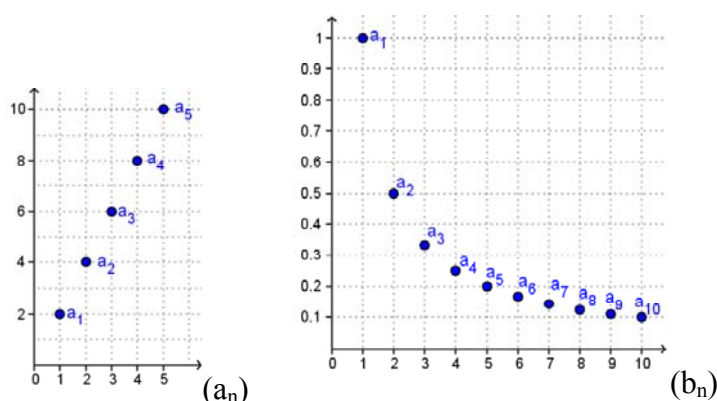 10
8
6
4
2
0 1 2 3 4 5
a₁
a₂
a₃
a₄
a₅
(aₙ)
1
0.9
0.8
0.7
0.6
0.5
0.4
0.3
0.2
0.1
0 1 2 3 4 5 6 7 8 9 10
a₁
a₂
a₃
a₄
a₅
a₆
a₇
a₈
a₉
a₁₀
(bₙ)